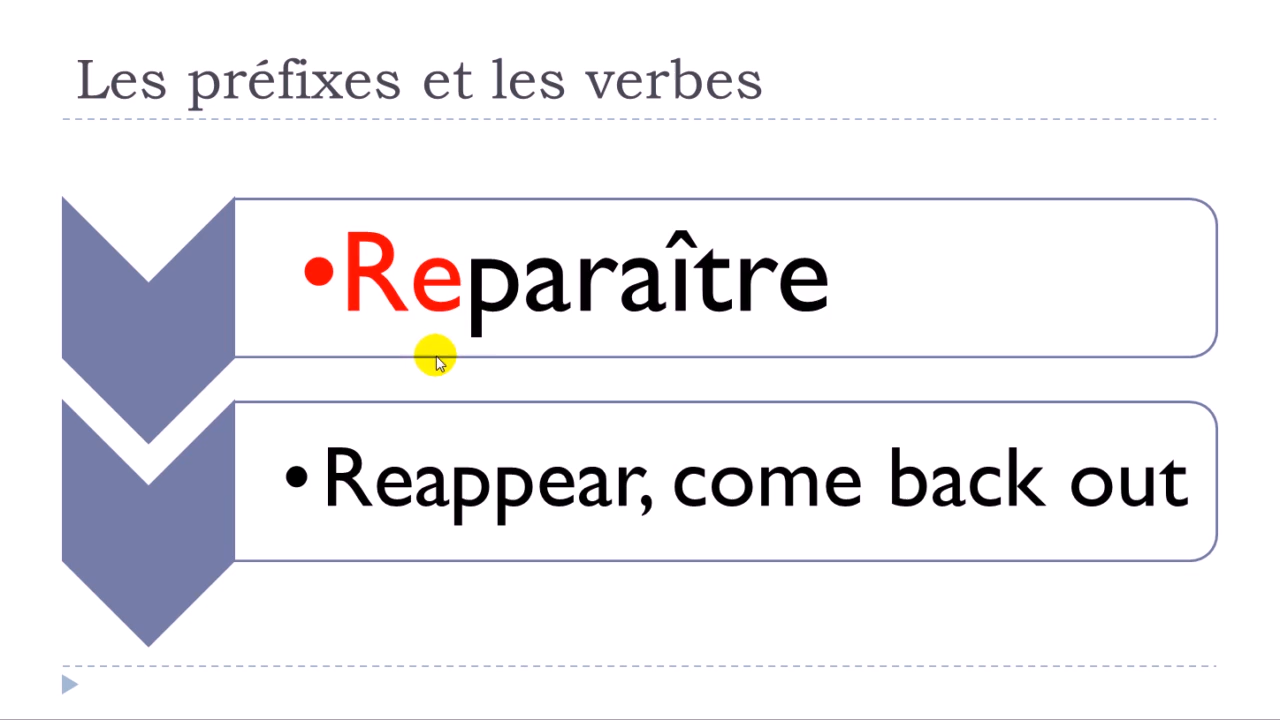 Les préfixes et les verbes
•Reparaître
•Reappear, come back out